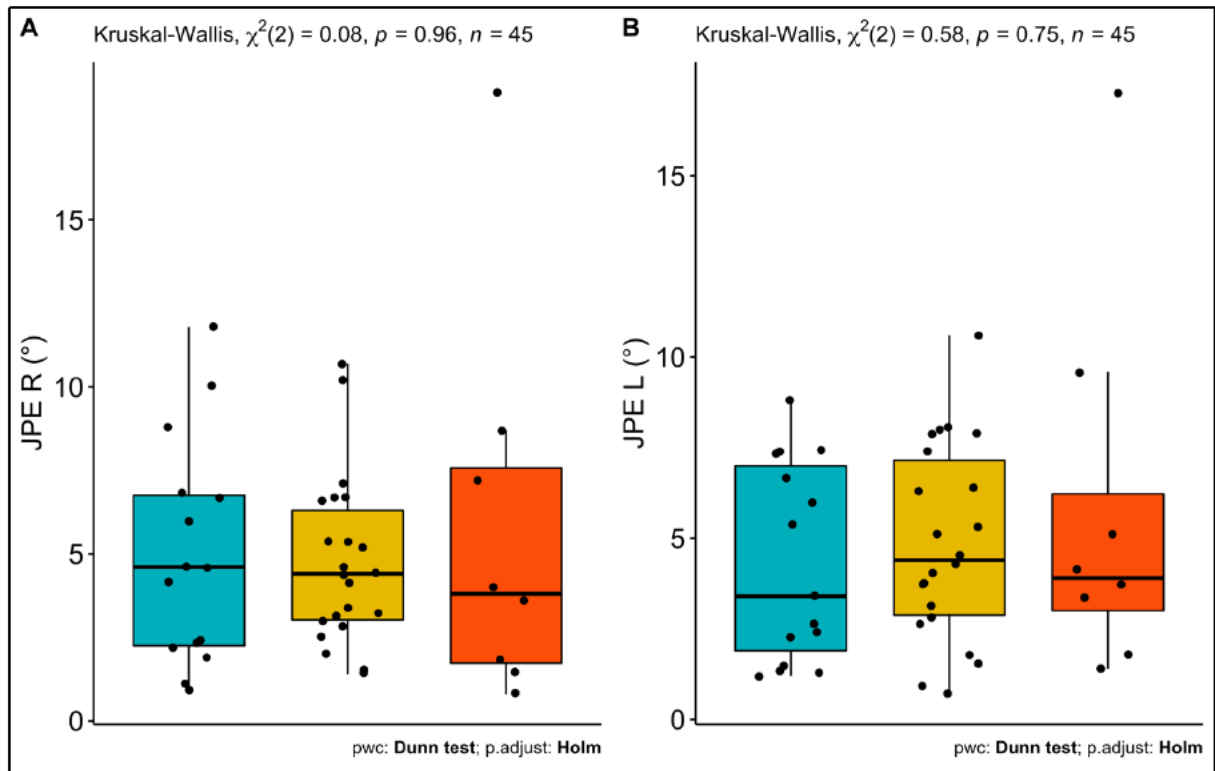 A
Kruskal-Wallis, χ²(2) = 0.08, p = 0.96, n = 45
JPE R (°)
15
10
5
0
pwc: Dunn test; p.adjust: Holm
B
Kruskal-Wallis, χ²(2) = 0.58, p = 0.75, n = 45
JPE L (°)
15
10
5
0
pwc: Dunn test; p.adjust: Holm